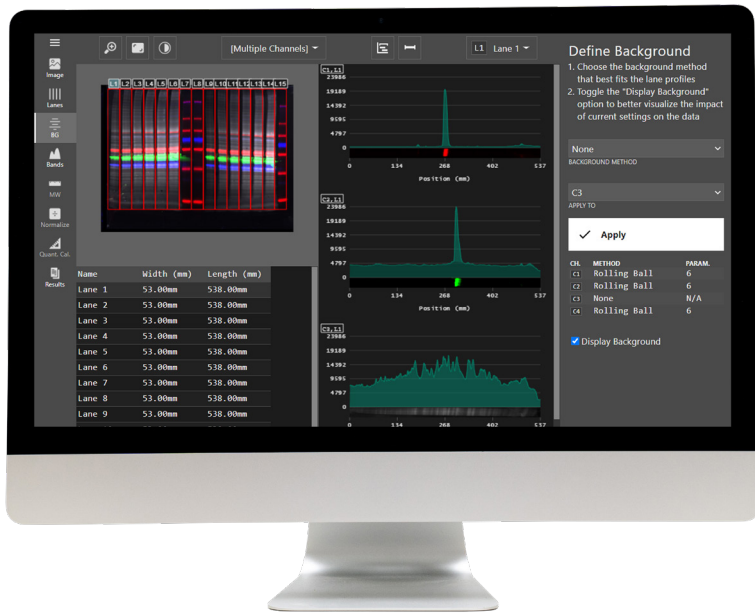 Image
Lanes
BG
Bands
MW
Normalize
Quant. Cal.
Results
[Multiple Channels]
L1 Lane 1
L1 L2 L3 L4 L5 L6 L7 L8 L9 L10 L11 L12 L13 L14 L15
Name Width (mm) Length (mm)
Lane 1 53.00mm 538.00mm
Lane 2 53.00mm 538.00mm
Lane 3 53.00mm 538.00mm
Lane 4 53.00mm 538.00mm
Lane 5 53.00mm 538.00mm
Lane 6 53.00mm 538.00mm
Lane 7 53.00mm 538.00mm
Lane 8 53.00mm 538.00mm
Lane 9 53.00mm 538.00mm
C1,L1
23986
19189
14392
9595
4797
0
0 134 268 402 537
Position (mm)
C2,L1
23986
19189
14392
9595
4797
0
0 134 268 402 537
Position (mm)
C3,L1
23986
19189
14392
9595
4797
0
0 134 268 402 537
Define Background
1. Choose the background method
that best fits the lane profiles
2. Toggle the "Display Background"
option to better visualize the impact
of current settings on the data
None
BACKGROUND METHOD
C3
APPLY TO
Apply
CH. METHOD PARAM.
C1 Rolling Ball 6
C2 Rolling Ball 6
C3 None N/A
C4 Rolling Ball 6
Display Background